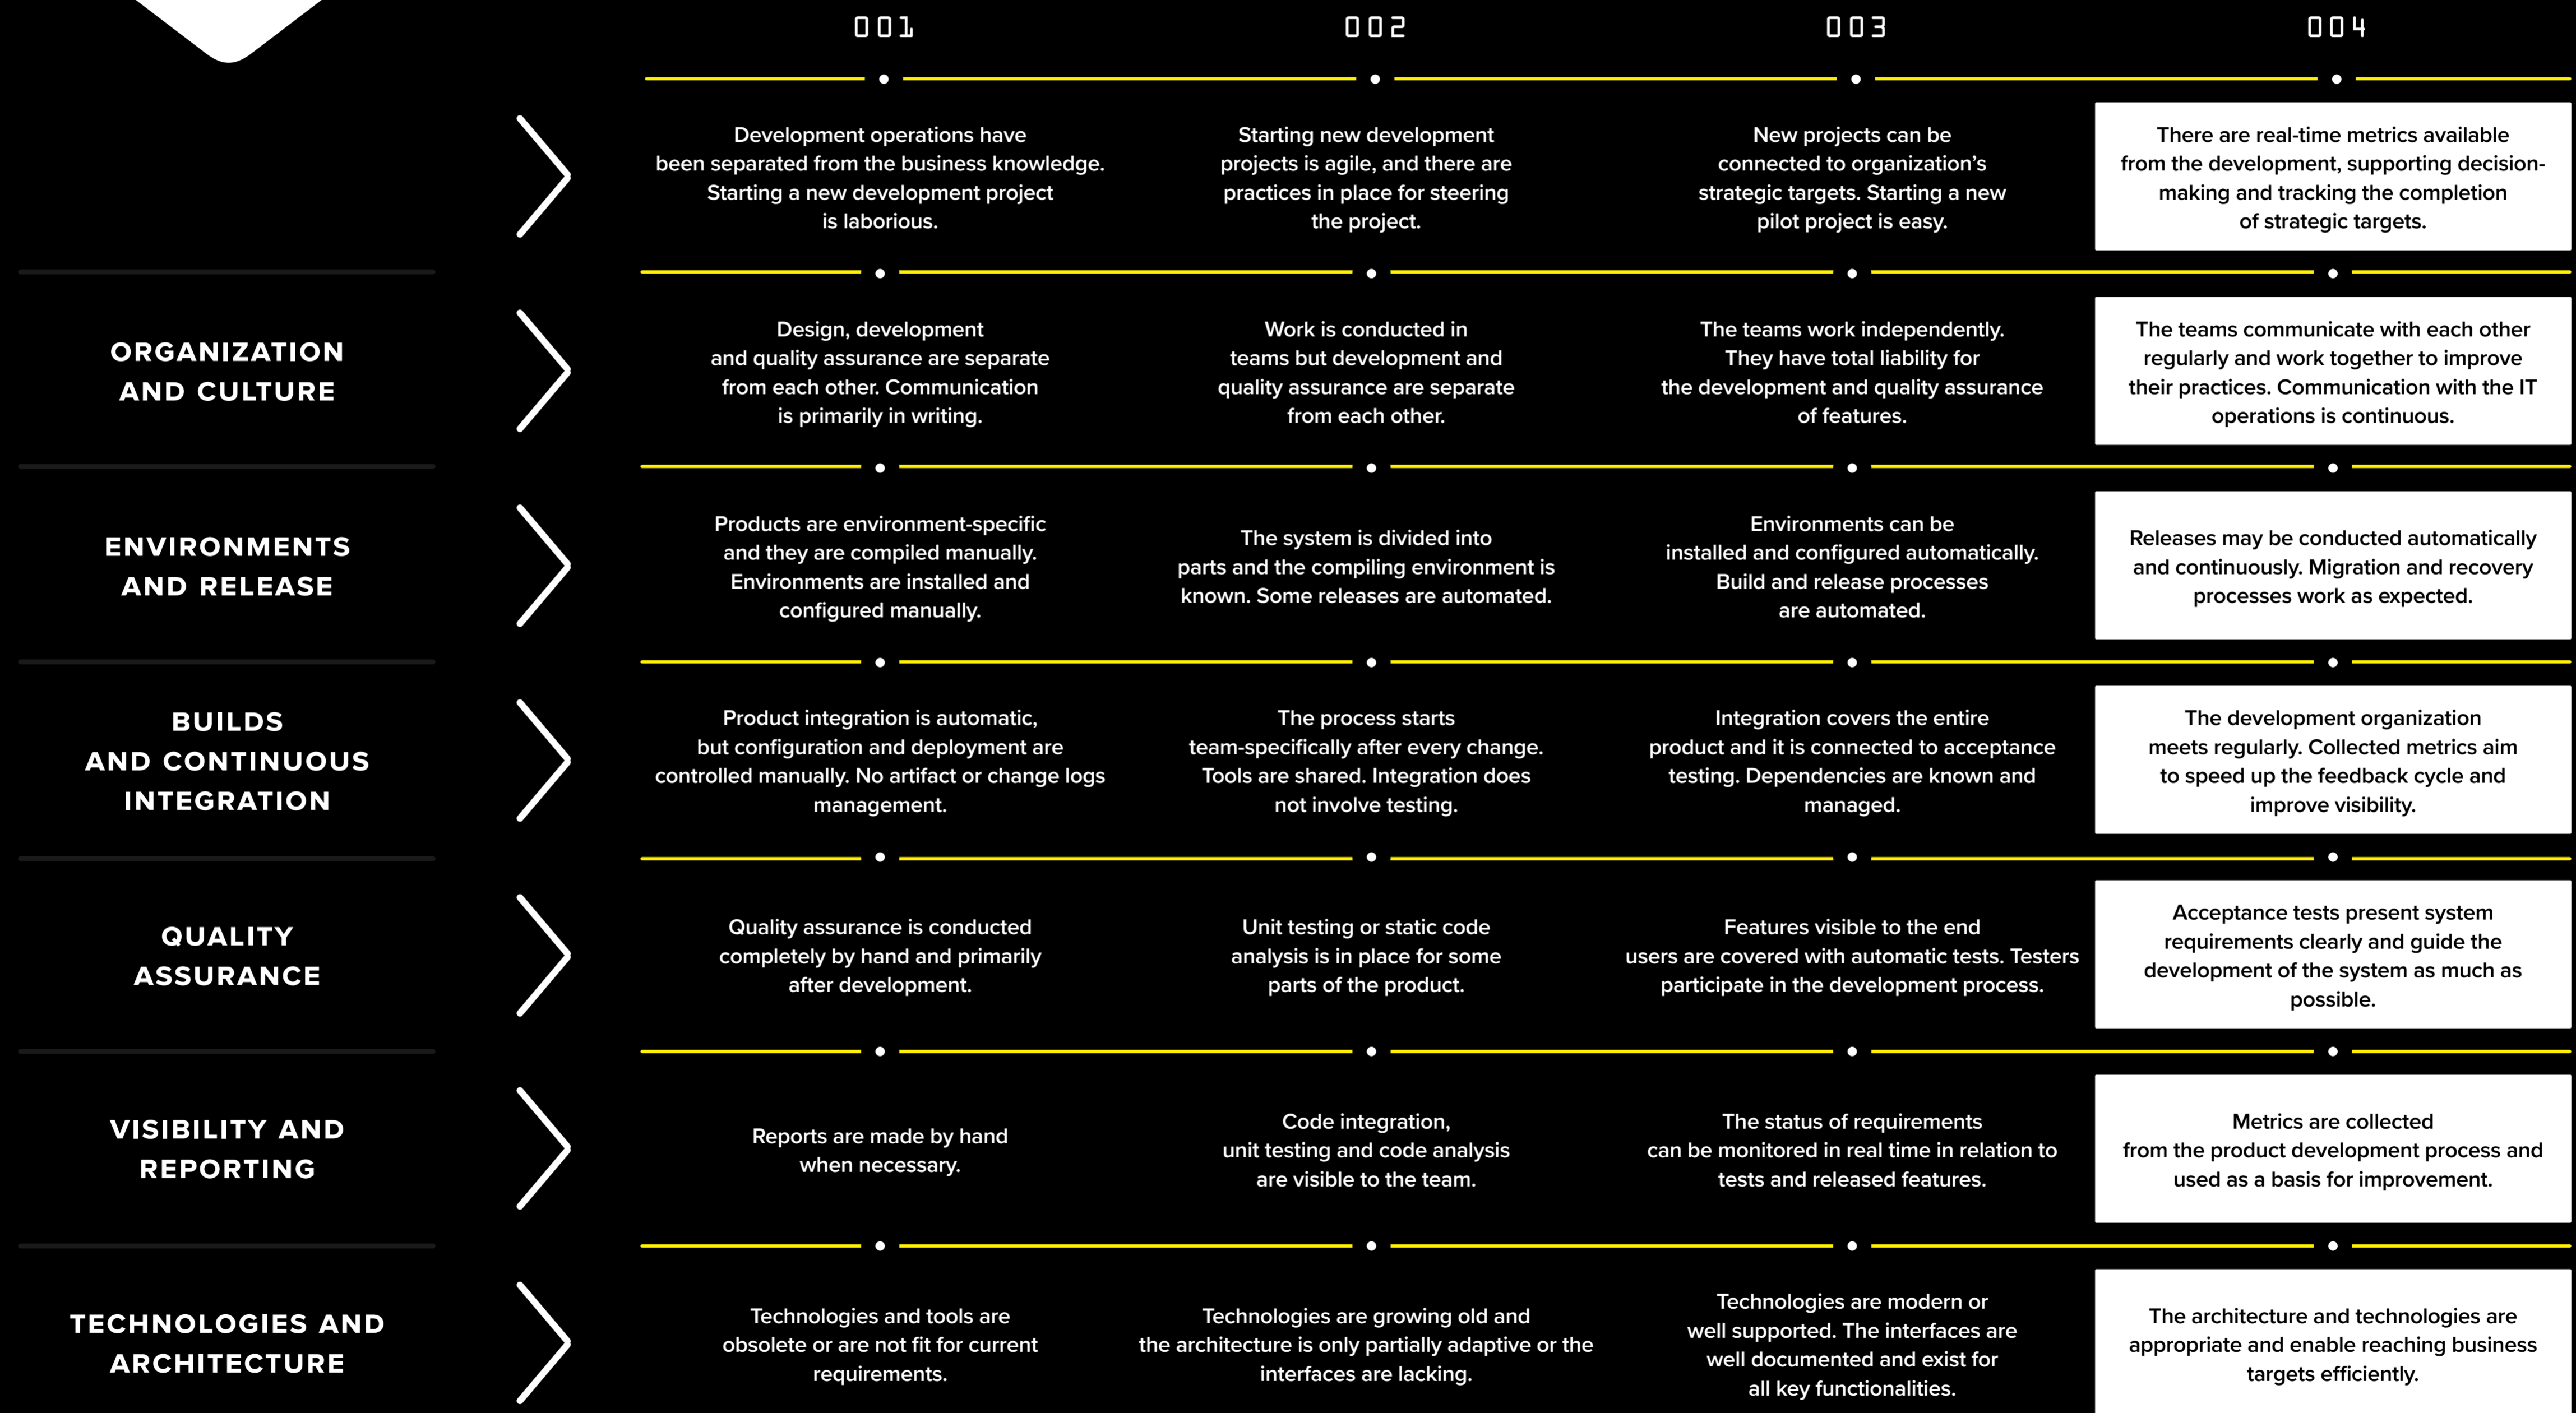 001
002
003
004
Development operations have
been separated from the business knowledge.
Starting a new development project
is laborious.
Starting new development
projects is agile, and there are
practices in place for steering
the project.
New projects can be
connected to organization's
strategic targets. Starting a new
pilot project is easy.
There are real-time metrics available
from the development, supporting decision-
making and tracking the completion
of strategic targets.
ORGANIZATION
AND CULTURE
Design, development
and quality assurance are separate
from each other. Communication
is primarily in writing.
Work is conducted in
teams but development and
quality assurance are separate
from each other.
The teams work independently.
They have total liability for
the development and quality assurance
of features.
The teams communicate with each other
regularly and work together to improve
their practices. Communication with the IT
operations is continuous.
ENVIRONMENTS
AND RELEASE
Products are environment-specific
and they are compiled manually.
Environments are installed and
configured manually.
The system is divided into
parts and the compiling environment is
known. Some releases are automated.
Environments can be
installed and configured automatically.
Build and release processes
are automated.
Releases may be conducted automatically
and continuously. Migration and recovery
processes work as expected.
BUILDS
AND CONTINUOUS
INTEGRATION
Product integration is automatic,
but configuration and deployment are
controlled manually. No artifact or change logs
management.
The process starts
team-specifically after every change.
Tools are shared. Integration does
not involve testing.
Integration covers the entire
product and it is connected to acceptance
testing. Dependencies are known and
managed.
The development organization
meets regularly. Collected metrics aim
to speed up the feedback cycle and
improve visibility.
QUALITY
ASSURANCE
Quality assurance is conducted
completely by hand and primarily
after development.
Unit testing or static code
analysis is in place for some
parts of the product.
Features visible to the end
users are covered with automatic tests. Testers
participate in the development process.
Acceptance tests present system
requirements clearly and guide the
development of the system as much as
possible.
VISIBILITY AND
REPORTING
Reports are made by hand
when necessary.
Code integration,
unit testing and code analysis
are visible to the team.
The status of requirements
can be monitored in real time in relation to
tests and released features.
Metrics are collected
from the product development process and
used as a basis for improvement.
TECHNOLOGIES AND
ARCHITECTURE
Technologies and tools are
obsolete or are not fit for current
requirements.
Technologies are growing old and
the architecture is only partially adaptive or the
interfaces are lacking.
Technologies are modern or
well supported. The interfaces are
well documented and exist for
all key functionalities.
The architecture and technologies are
appropriate and enable reaching business
targets efficiently.